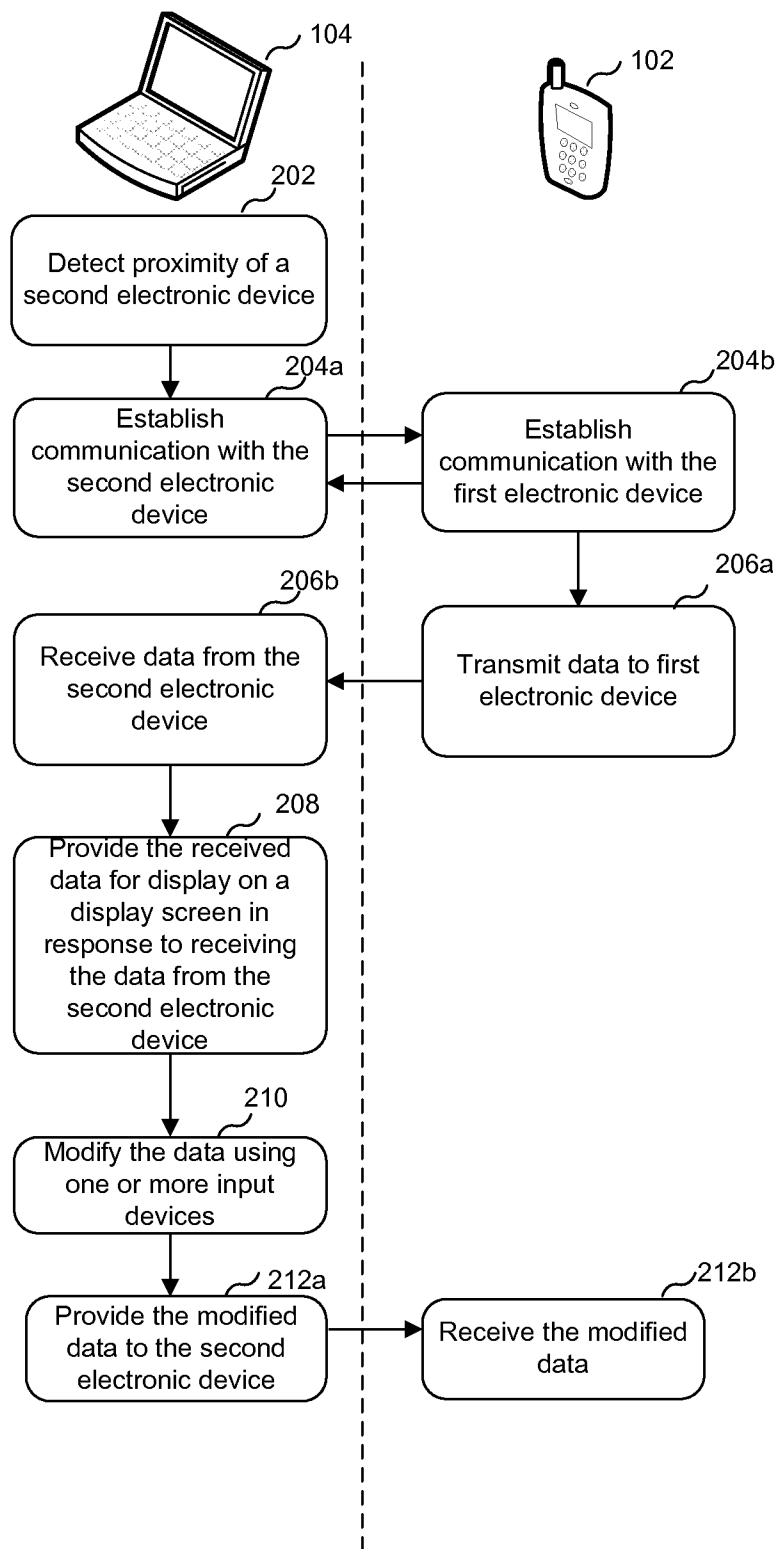 104
102
202
Detect proximity of a
second electronic device
204a
204b
Establish
communication with the
second electronic
device
Establish
communication with the
first electronic device
206b
206a
Receive data from the
second electronic
device
Transmit data to first
electronic device
208
Provide the received
data for display on a
display screen in
response to receiving
the data from the
second electronic
device
210
Modify the data using
one or more input
devices
212a
212b
Provide the modified
data to the second
electronic device
Receive the modified
data